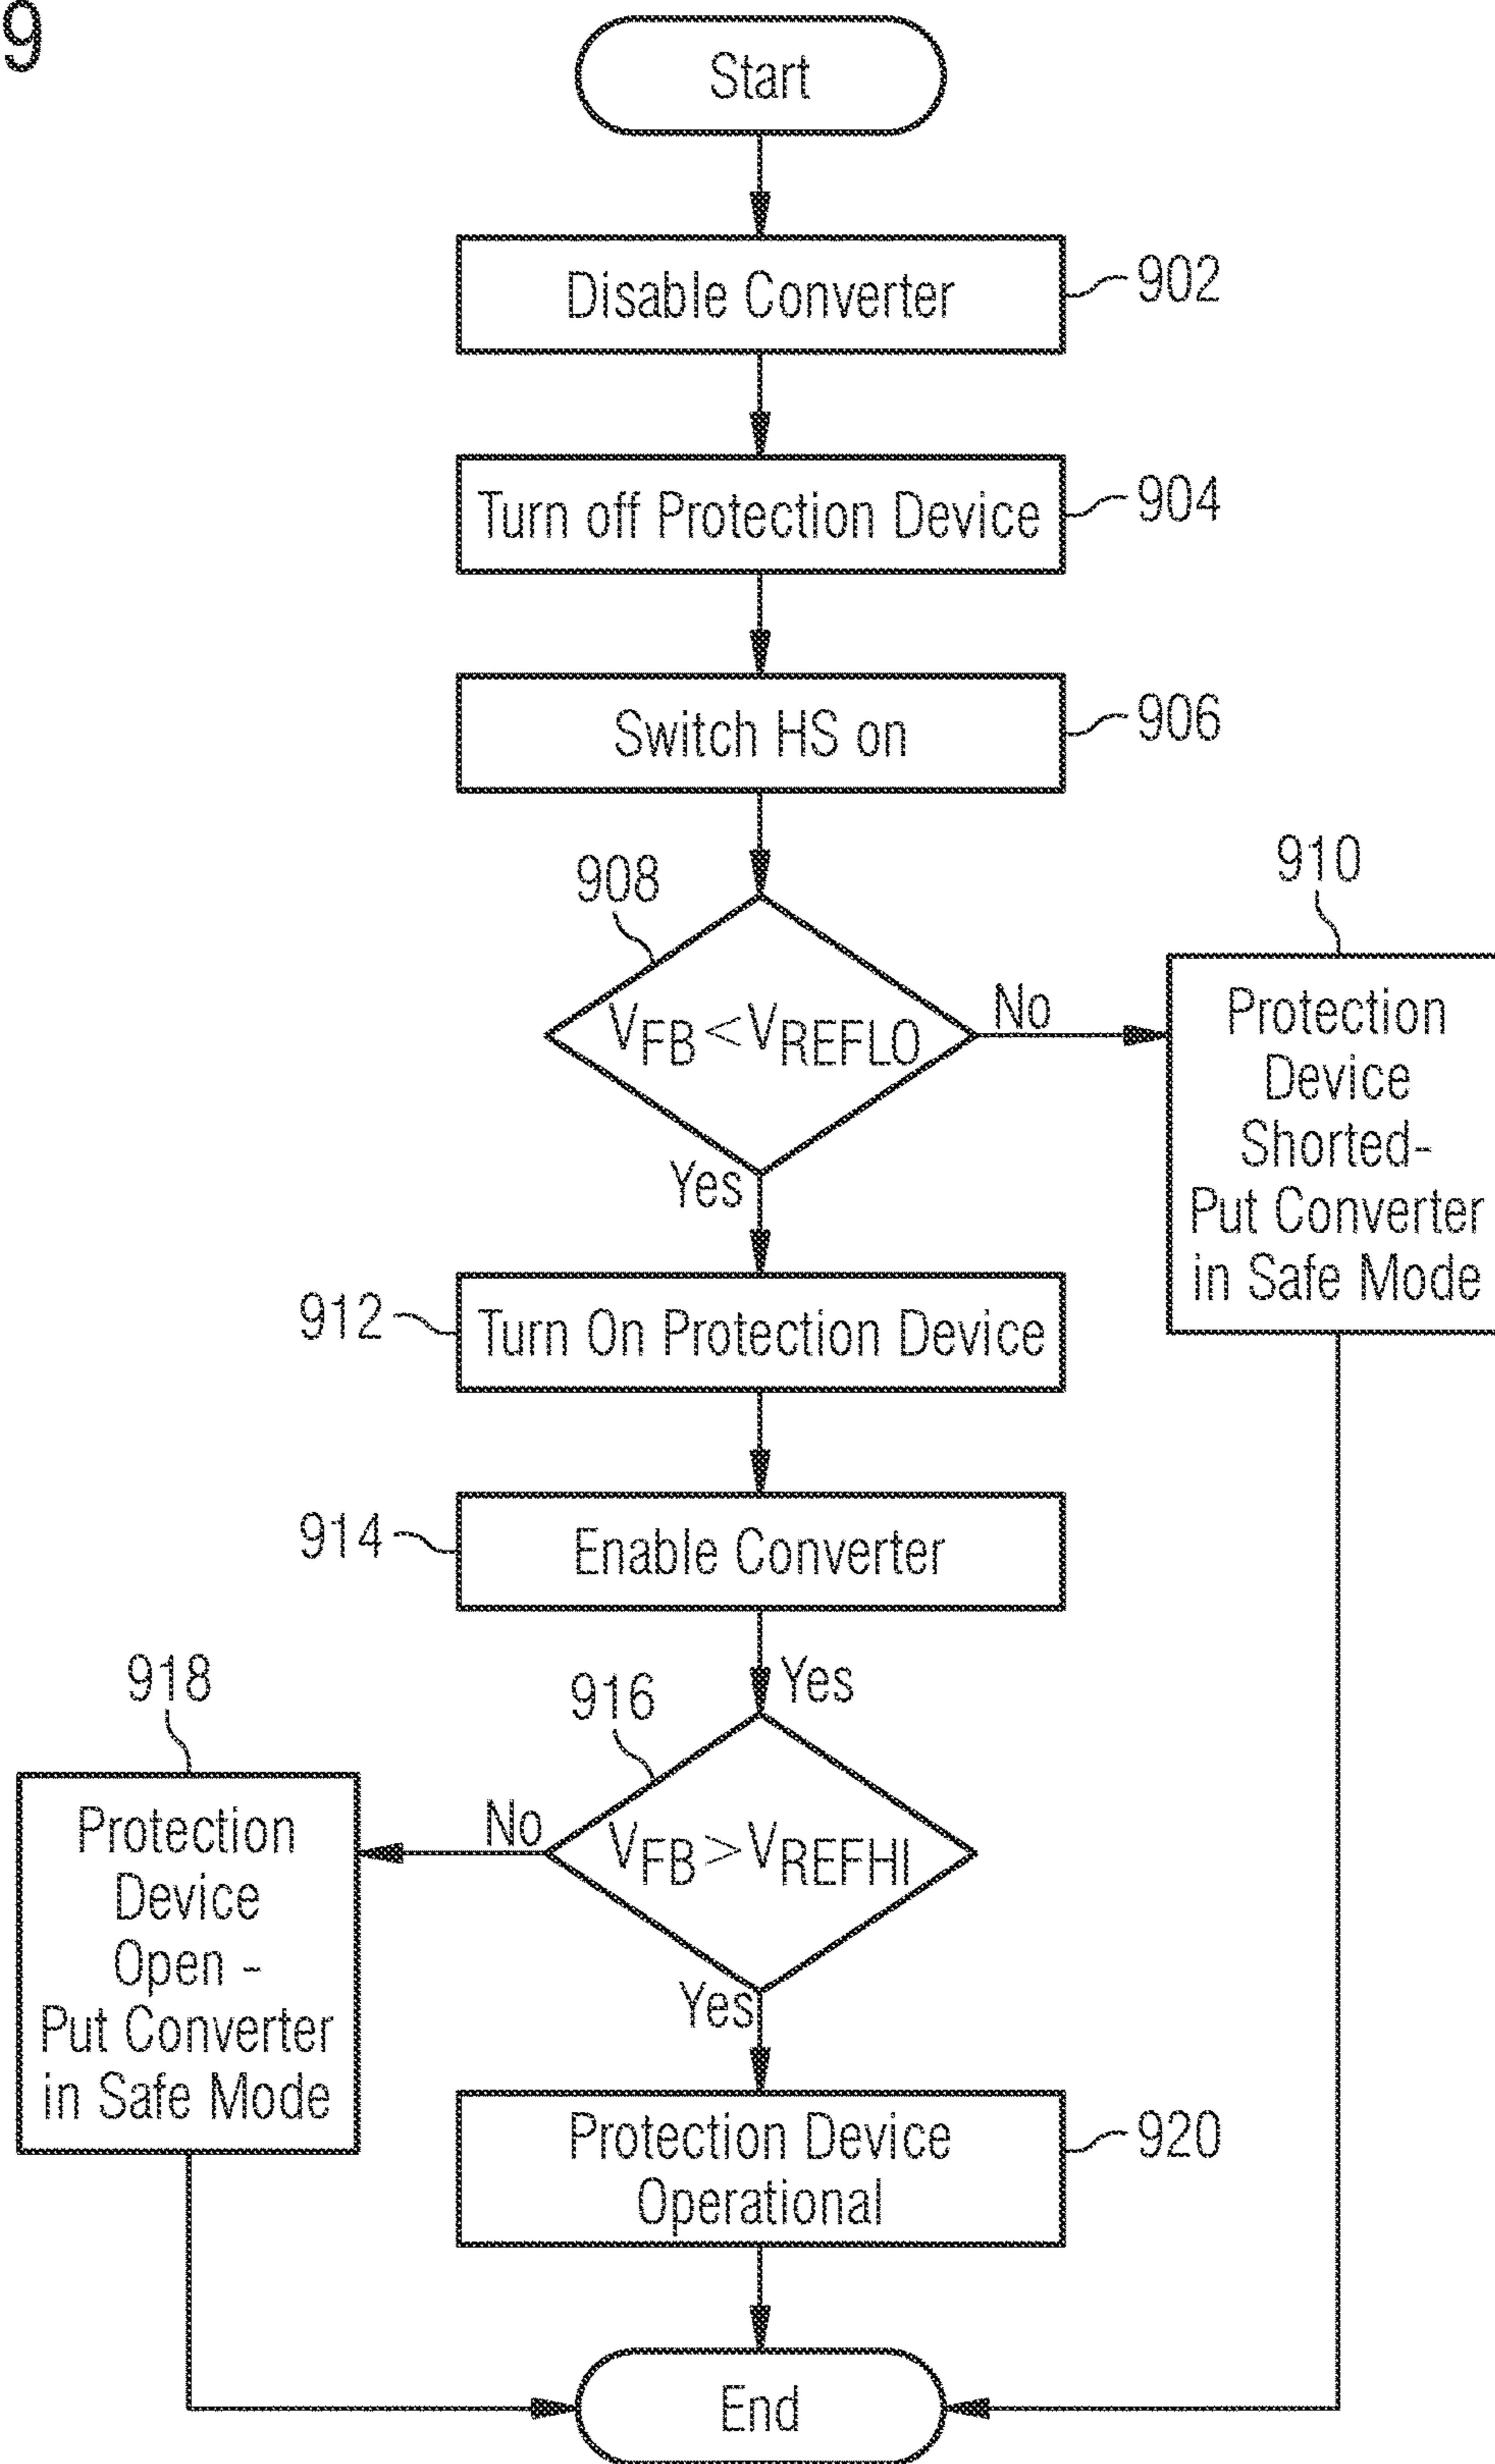 9
Start
Disable Converter
902
Turn off Protection Device
904
Switch HS on
906
908
VFB<VREFLO
No
Yes
910
Protection
Device
Shorted-
Put Converter
in Safe Mode
912
Turn On Protection Device
914
Enable Converter
Yes
916
VFB>VREFHI
No
Yes
918
Protection
Device
Open -
Put Converter
in Safe Mode
Protection Device
Operational
920
End